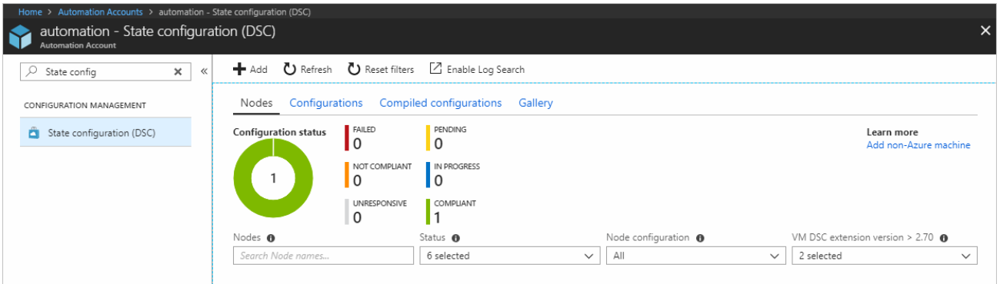 Home > Automation Accounts > automation - State configuration (DSC)
automation - State configuration (DSC)
Automation Account
State config
Add Refresh Reset filters Enable Log Search
CONFIGURATION MANAGEMENT
State configuration (DSC)
Nodes Configurations Compiled configurations Gallery
Configuration status
1
FAILED
0
PENDING
0
NOT COMPLIANT
0
IN PROGRESS
0
UNRESPONSIVE
0
COMPLIANT
1
Learn more
Add non-Azure machine
Nodes
Search Node names...
Status
6 selected
Node configuration
All
VM DSC extension version > 2.70
2 selected